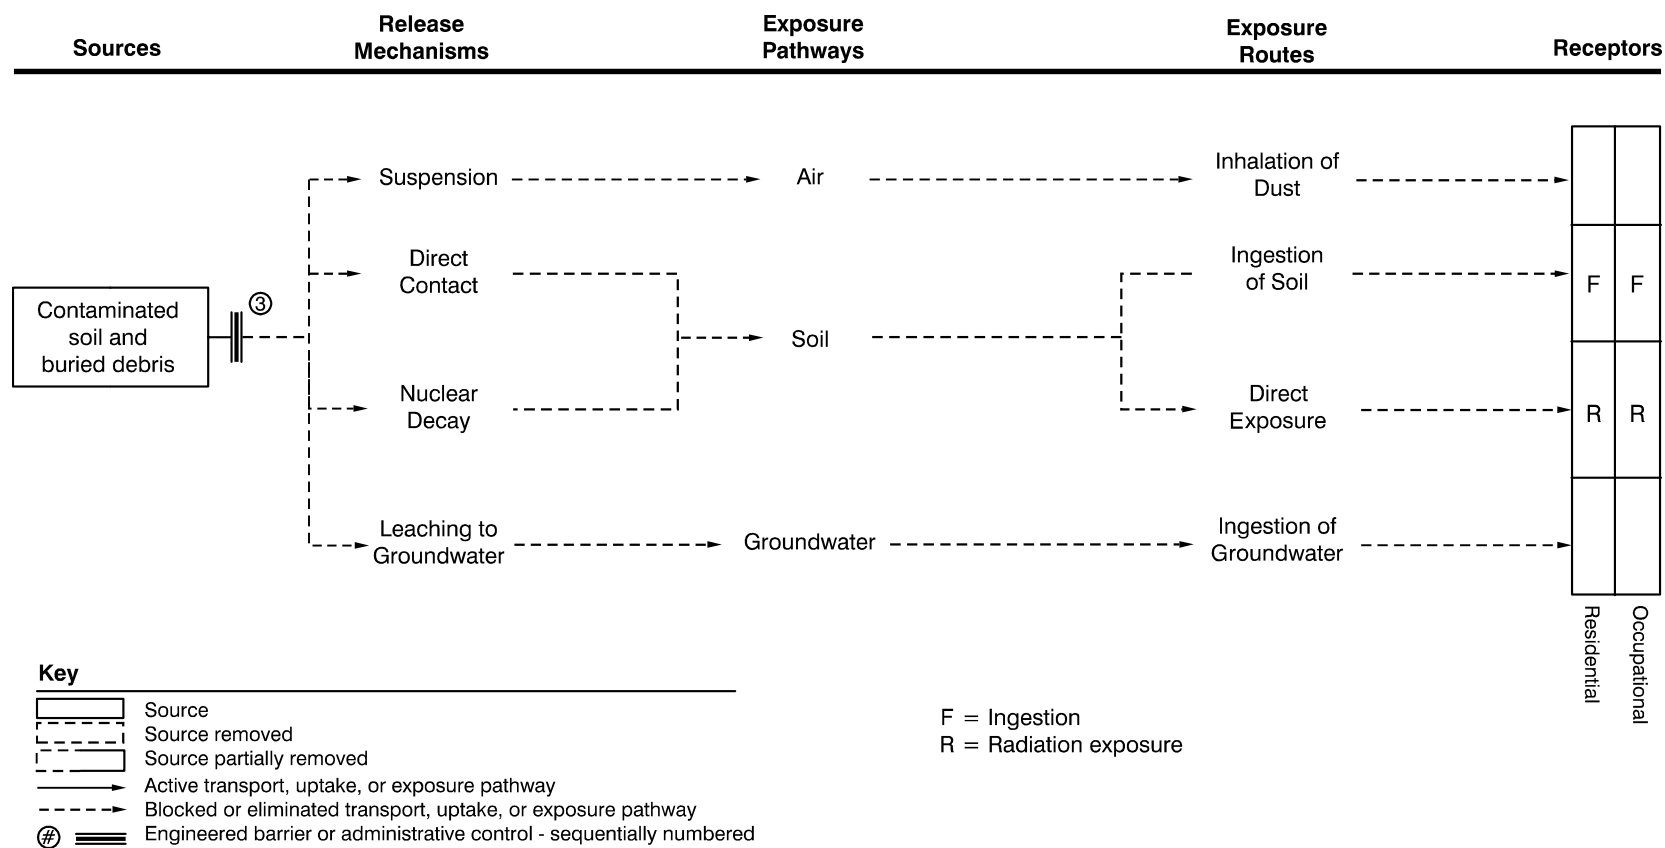 Sources
Release
Mechanisms
Exposure
Pathways
Exposure
Routes
Receptors
Suspension
Air
Inhalation of
Dust
Direct
Contact
Ingestion
of Soil
F
F
Contaminated
soil and
buried debris
3
Soil
Nuclear
Decay
Direct
Exposure
R
R
Leaching to
Groundwater
Groundwater
Ingestion of
Groundwater
Residential
Occupational
Key
Source
Source removed
Source partially removed
Active transport, uptake, or exposure pathway
Blocked or eliminated transport, uptake, or exposure pathway
# Engineered barrier or administrative control - sequentially numbered
F = Ingestion
R = Radiation exposure